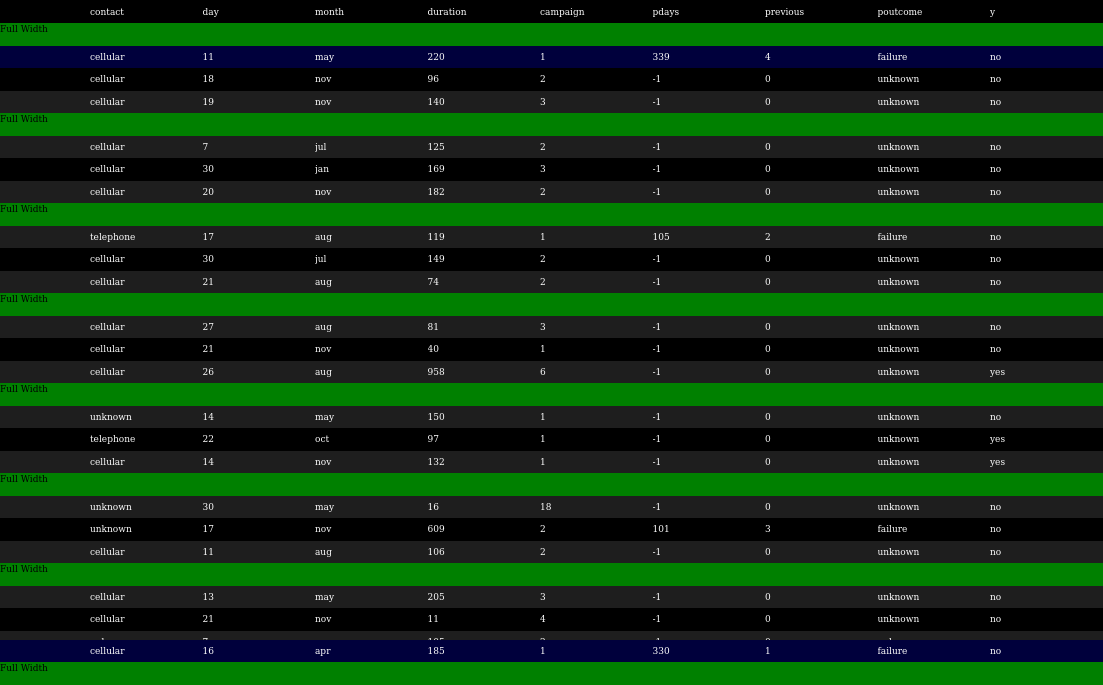 contact day month duration campaign pdays previous poutcome y
Full Width
cellular 11 may 220 1 339 4 failure no
cellular 18 nov 96 2 -1 0 unknown no
cellular 19 nov 140 3 -1 0 unknown no
Full Width
cellular 7 jul 125 2 -1 0 unknown no
cellular 30 jan 169 3 -1 0 unknown no
cellular 20 nov 182 2 -1 0 unknown no
Full Width
telephone 17 aug 119 1 105 2 failure no
cellular 30 jul 149 2 -1 0 unknown no
cellular 21 aug 74 2 -1 0 unknown no
Full Width
cellular 27 aug 81 3 -1 0 unknown no
cellular 21 nov 40 1 -1 0 unknown no
cellular 26 aug 958 6 -1 0 unknown yes
Full Width
unknown 14 may 150 1 -1 0 unknown no
telephone 22 oct 97 1 -1 0 unknown yes
cellular 14 nov 132 1 -1 0 unknown yes
Full Width
unknown 30 may 16 18 -1 0 unknown no
unknown 17 nov 609 2 101 3 failure no
cellular 11 aug 106 2 -1 0 unknown no
Full Width
cellular 13 may 205 3 -1 0 unknown no
cellular 21 nov 11 4 -1 0 unknown no
cellular 16 apr 185 1 330 1 failure no
Full Width